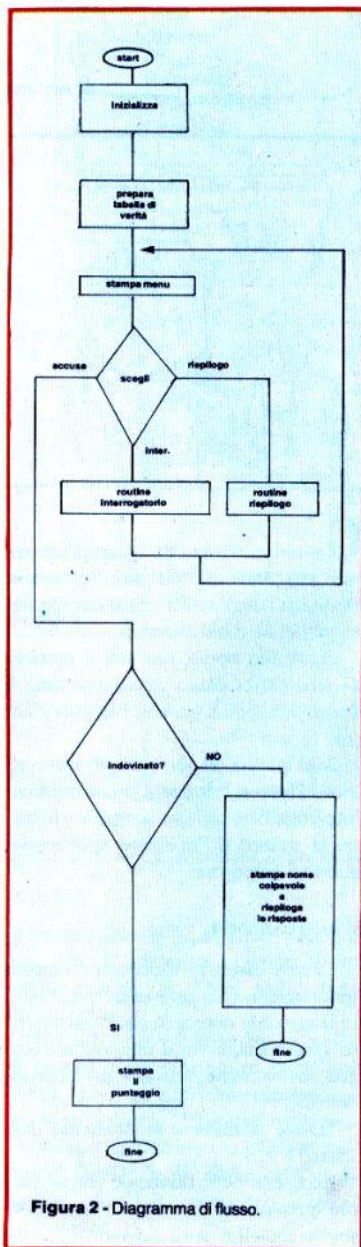 start
inizializza
prepara
tabella di
verità
stampa menu
accusa
scegli
riepilogo
inter.
routine
interrogatorio
routine
riepilogo
indovinato?
NO
stampa nome
colpevole
e
riepiloga
le risposte
SI
fine
stampa
il
punteggio
fine
Figura 2 - Diagramma di flusso.